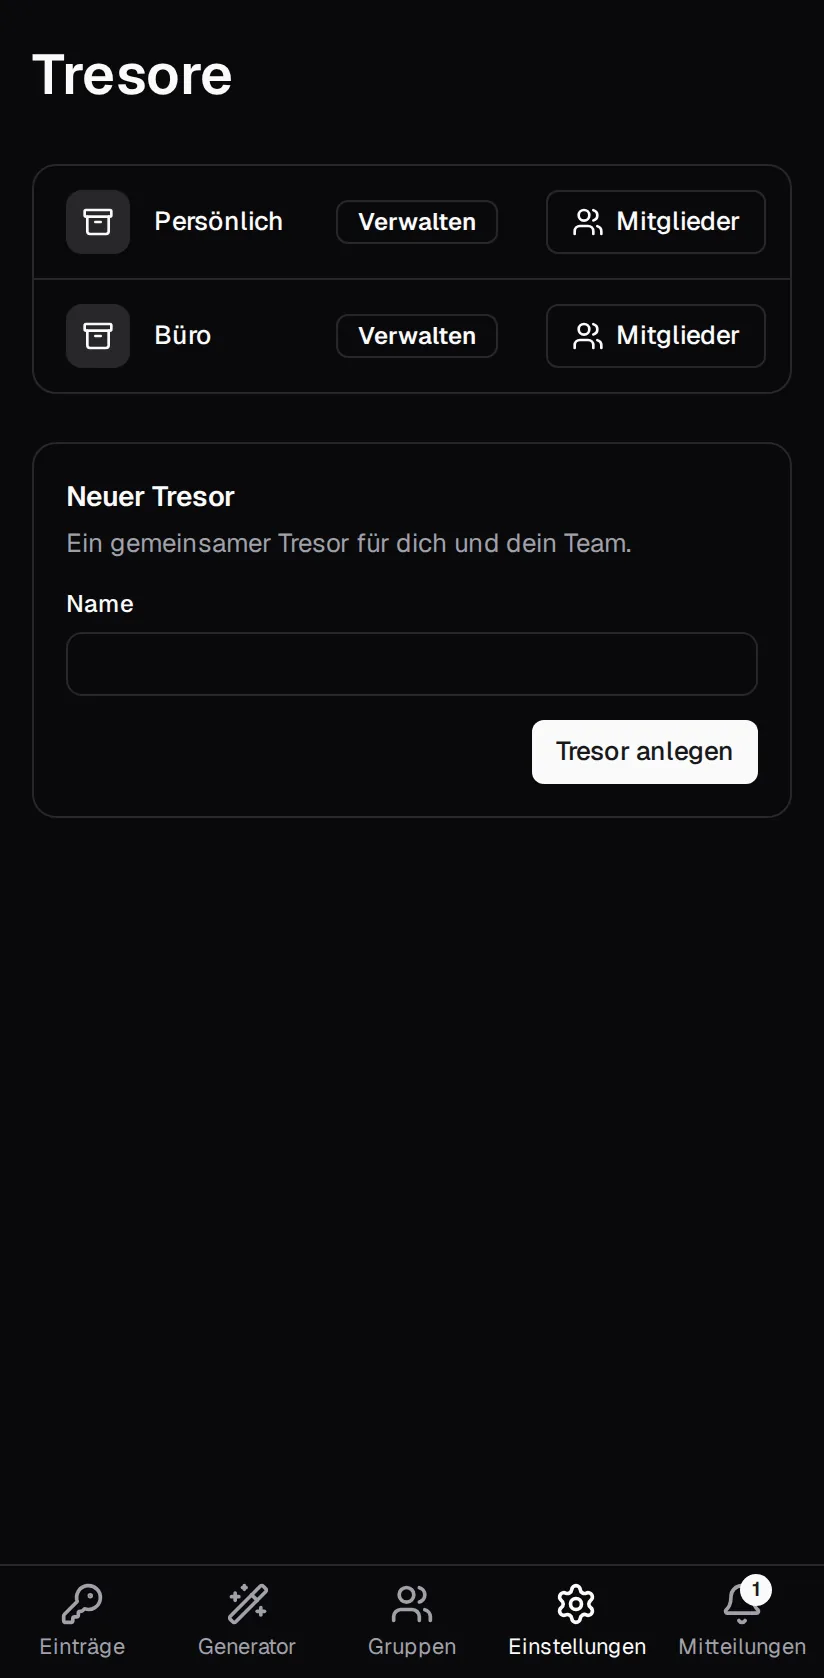 Tresore
Persönlich Verwalten Mitglieder
Büro Verwalten Mitglieder
Neuer Tresor
Ein gemeinsamer Tresor für dich und dein Team.
Name
Tresor anlegen
1
Einträge Generator Gruppen Einstellungen Mitteilungen